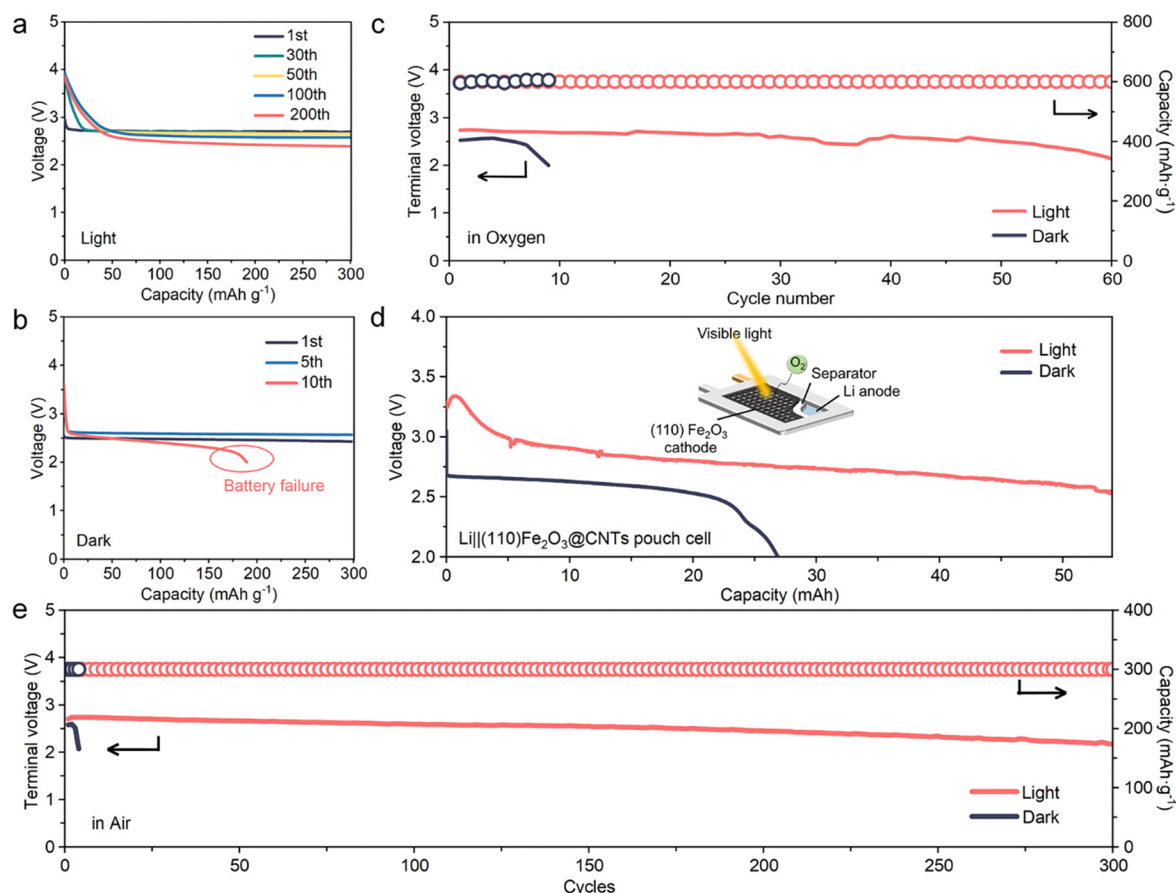 a
5
4
3
2
1
0
Voltage (V)
1st
30th
50th
100th
200th
Light
0 50 100 150 200 250 300
Capacity (mAh g⁻¹)
b
5
4
3
2
1
0
Voltage (V)
1st
5th
10th
Battery failure
Dark
0 50 100 150 200 250 300
Capacity (mAh g⁻¹)
c
5
4
3
2
1
0
Terminal voltage (V)
800
600
400
200
0
Capacity (mAh·g⁻¹)
Light
Dark
in Oxygen
0 10 20 30 40 50 60
Cycle number
d
4.0
3.5
3.0
2.5
2.0
Voltage (V)
Visible light
O₂
Separator
Li anode
(110) Fe₂O₃
cathode
Light
Dark
Li||(110)Fe₂O₃@CNTs pouch cell
0 10 20 30 40 50
Capacity (mAh)
e
5
4
3
2
1
0
Terminal voltage (V)
400
300
200
100
0
Capacity (mAh·g⁻¹)
Light
Dark
in Air
0 50 100 150 200 250 300
Cycles